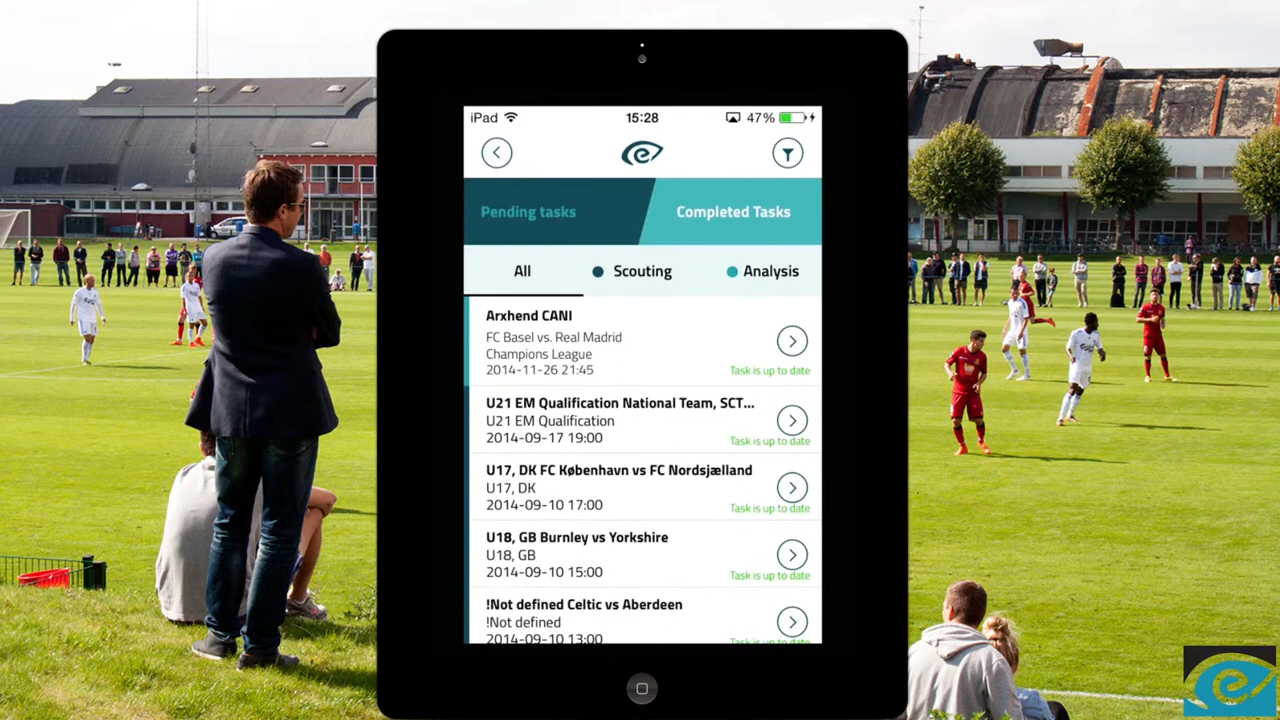 iPad 15:28 47%
Pending tasks Completed Tasks
All Scouting Analysis
Arxhend CANI
FC Basel vs. Real Madrid
Champions League
2014-11-26 21:45
Task is up to date
U21 EM Qualification National Team, SCT...
U21 EM Qualification
2014-09-17 19:00
Task is up to date
U17, DK FC København vs FC Nordsjælland
U17, DK
2014-09-10 17:00
Task is up to date
U18, GB Burnley vs Yorkshire
U18, GB
2014-09-10 15:00
Task is up to date
!Not defined Celtic vs Aberdeen
!Not defined
2014-09-10 13:00
Task is up to date